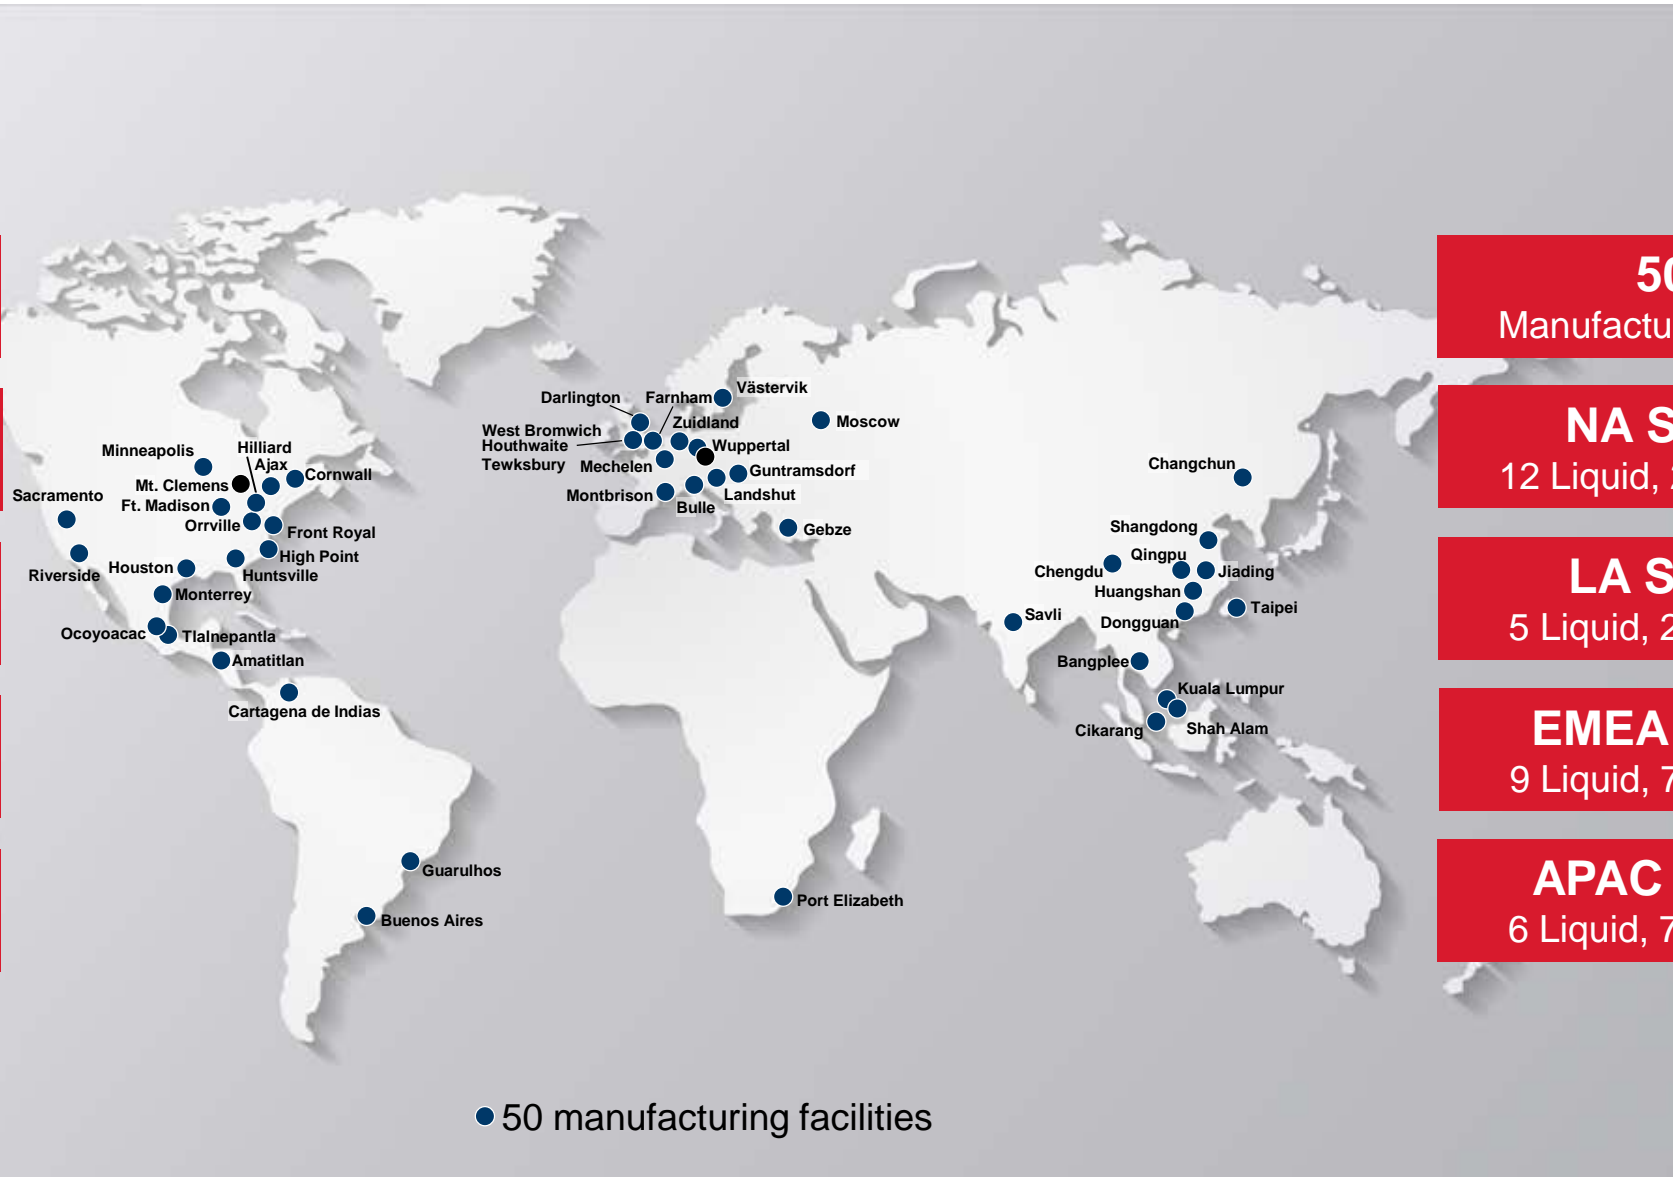 Västervik
Darlington
Farnham
Moscow
West Bromwich
Zuidland
Houthwaite
Wuppertal
Tewksbury
Mechelen
Guntramsdorf
Montbrison
Landshut
Bulle
Gebze
Minneapolis
Hilliard
Ajax
Cornwall
Mt. Clemens
Sacramento
Ft. Madison
Orrville
Front Royal
High Point
Houston
Riverside
Huntsville
Monterrey
Ocoyoacac
Tlalnepantla
Amatitlan
Cartagena de Indias
Guarulhos
Buenos Aires
Port Elizabeth
Changchun
Shangdong
Qingpu
Chengdu
Jiading
Huangshan
Savli
Taipei
Dongguan
Bangplee
Kuala Lumpur
Cikarang
Shah Alam
50
Manufactu
NA S
12 Liquid,
LA S
5 Liquid, 2
EMEA
9 Liquid, 7
APAC
6 Liquid, 7
50 manufacturing facilities